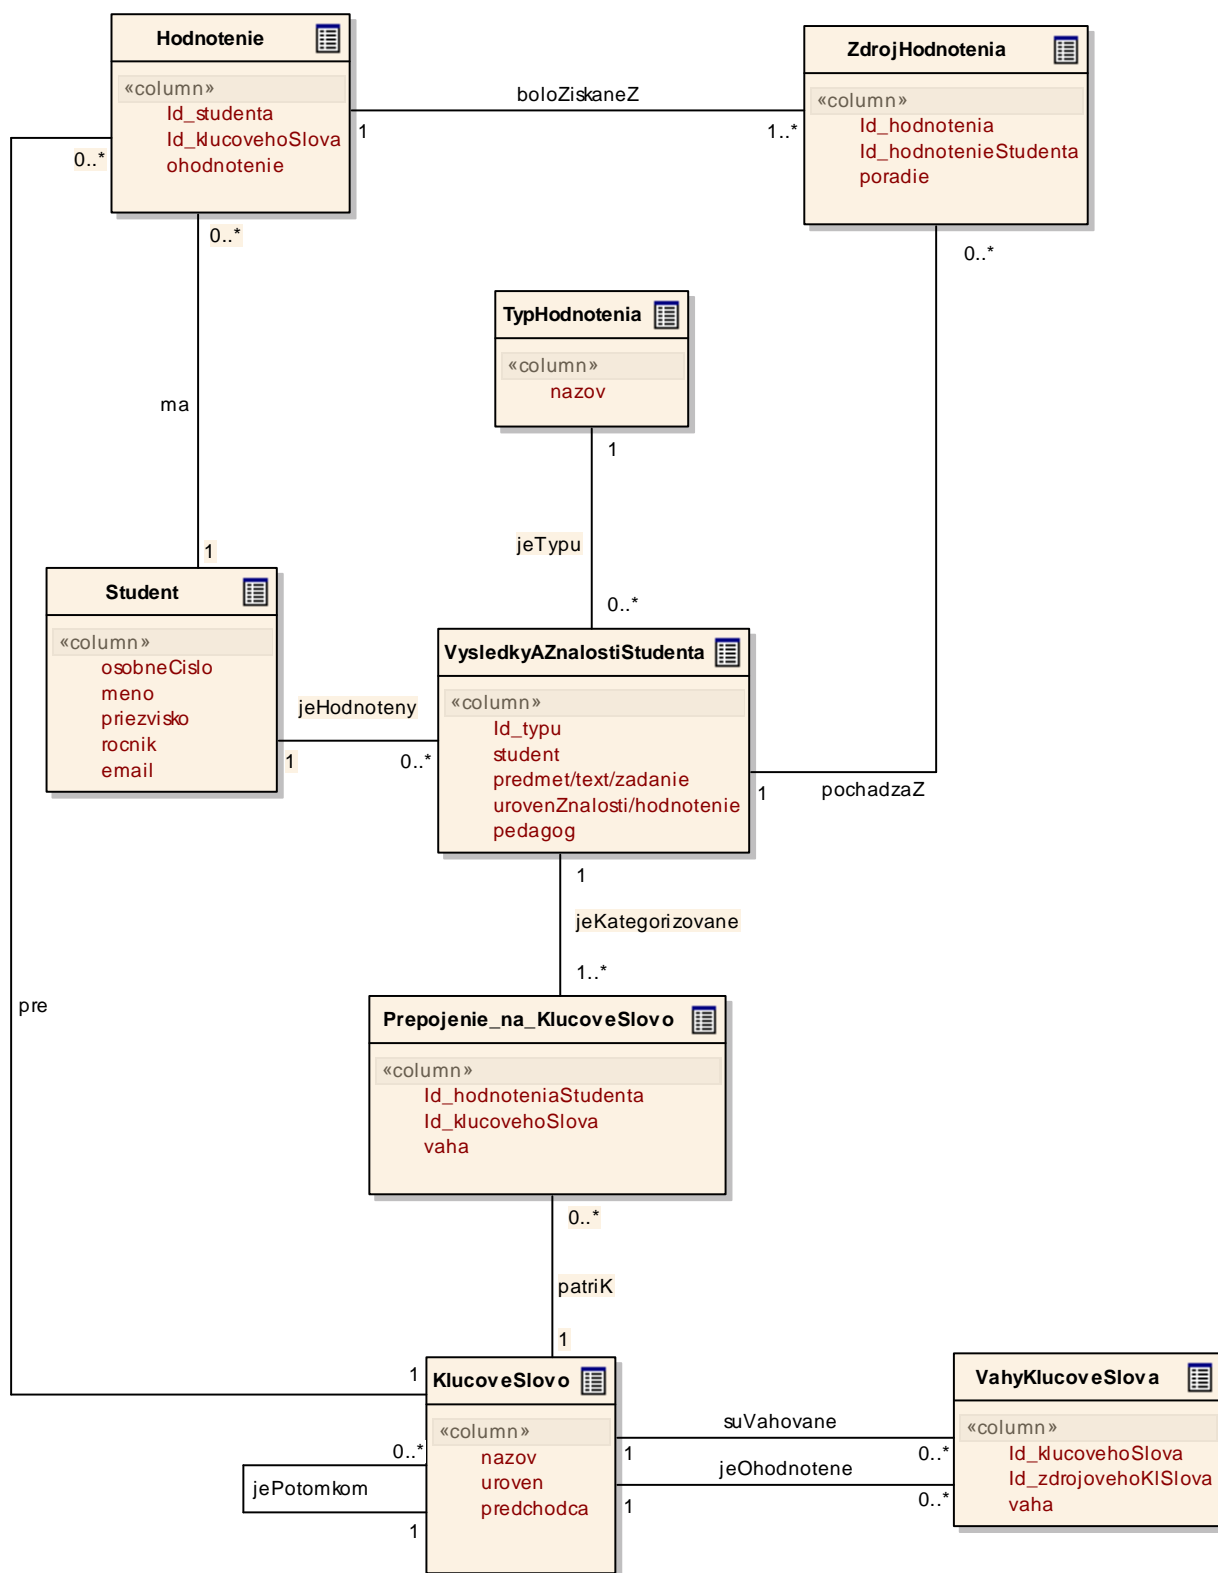 Hodnotenie
«column»
Id_studenta
Id_klucovehoSlova
ohodnotenie
ZdrojHodnotenia
«column»
Id_hodnotenia
Id_hodnotenieStudenta
poradie
boloZiskaneZ
1
1..*
0..*
0..*
0..*
TypHodnotenia
«column»
nazov
1
ma
jeTypu
1
0..*
Student
«column»
osobneCislo
meno
priezvisko
rocnik
email
jeHodnoteny
1
0..*
VysledkyAZnalostiStudenta
«column»
Id_typu
student
predmet/text/zadanie
urovenZnalosti/hodnotenie
pedagog
1
pochadzaZ
1
jeKategorizovane
1..*
pre
Prepojenie_na_KlucoveSlovo
«column»
Id_hodnoteniaStudenta
Id_klucovehoSlova
vaha
0..*
patriK
1
1
KlucoveSlovo
«column»
nazov
uroven
predchodca
0..*
jePotomkom
1
suVahovane
1
0..*
jeOhodnotene
1
0..*
VahyKlucoveSlova
«column»
Id_klucovehoSlova
Id_zdrojovehoKlSlova
vaha